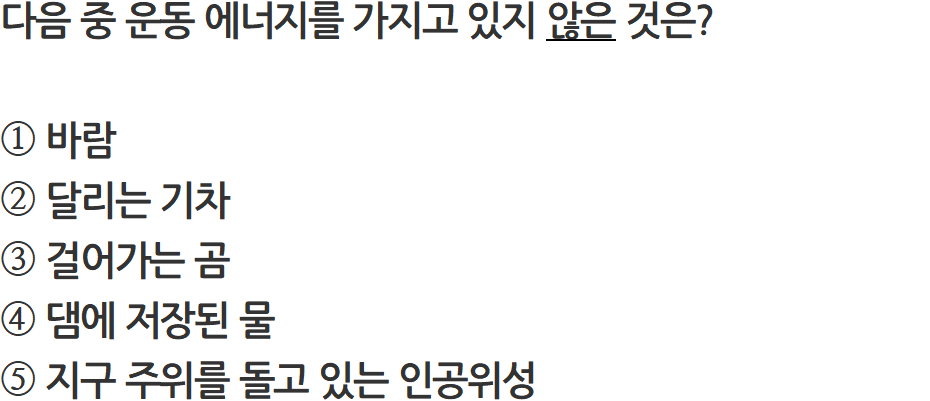 다음 중 운동 에너지를 가지고 있지 않은 것은?
① 바람
② 달리는 기차
③ 걸어가는 곰
④ 댐에 저장된 물
⑤ 지구 주위를 돌고 있는 인공위성